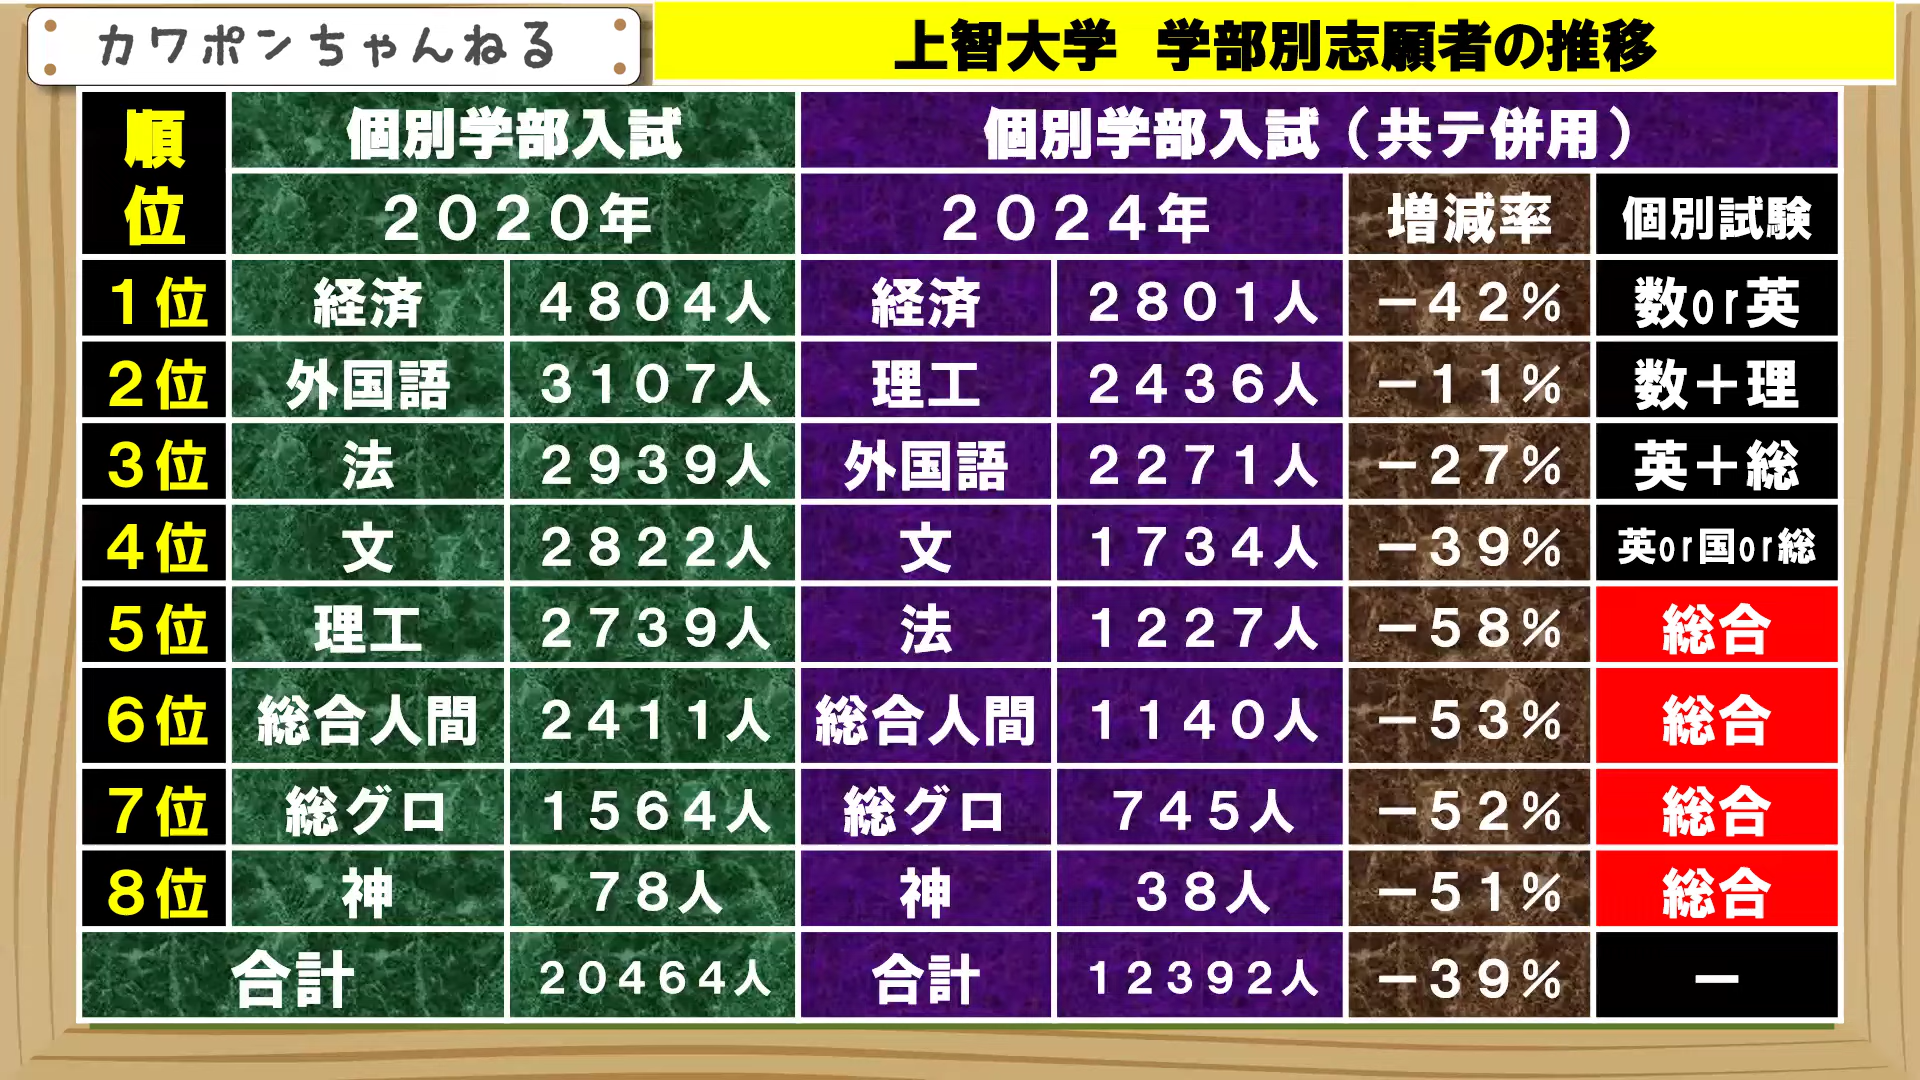 カワポンちゃんねる
上智大学　学部別志願者の推移
順位 個別学部入試 個別学部入試（共テ併用）
２０２０年 ２０２４年 増減率 個別試験
１位 経済 ４８０４人 経済 ２８０１人 －４２％ 数or英
２位 外国語 ３１０７人 理工 ２４３６人 －１１％ 数＋理
３位 法 ２９３９人 外国語 ２２７１人 －２７％ 英＋総
４位 文 ２８２２人 文 １７３４人 －３９％ 英or国or総
５位 理工 ２７３９人 法 １２２７人 －５８％ 総合
６位 総合人間 ２４１１人 総合人間 １１４０人 －５３％ 総合
７位 総グロ １５６４人 総グロ ７４５人 －５２％ 総合
８位 神 ７８人 神 ３８人 －５１％ 総合
合計 ２０４６４人 合計 １２３９２人 －３９％ －